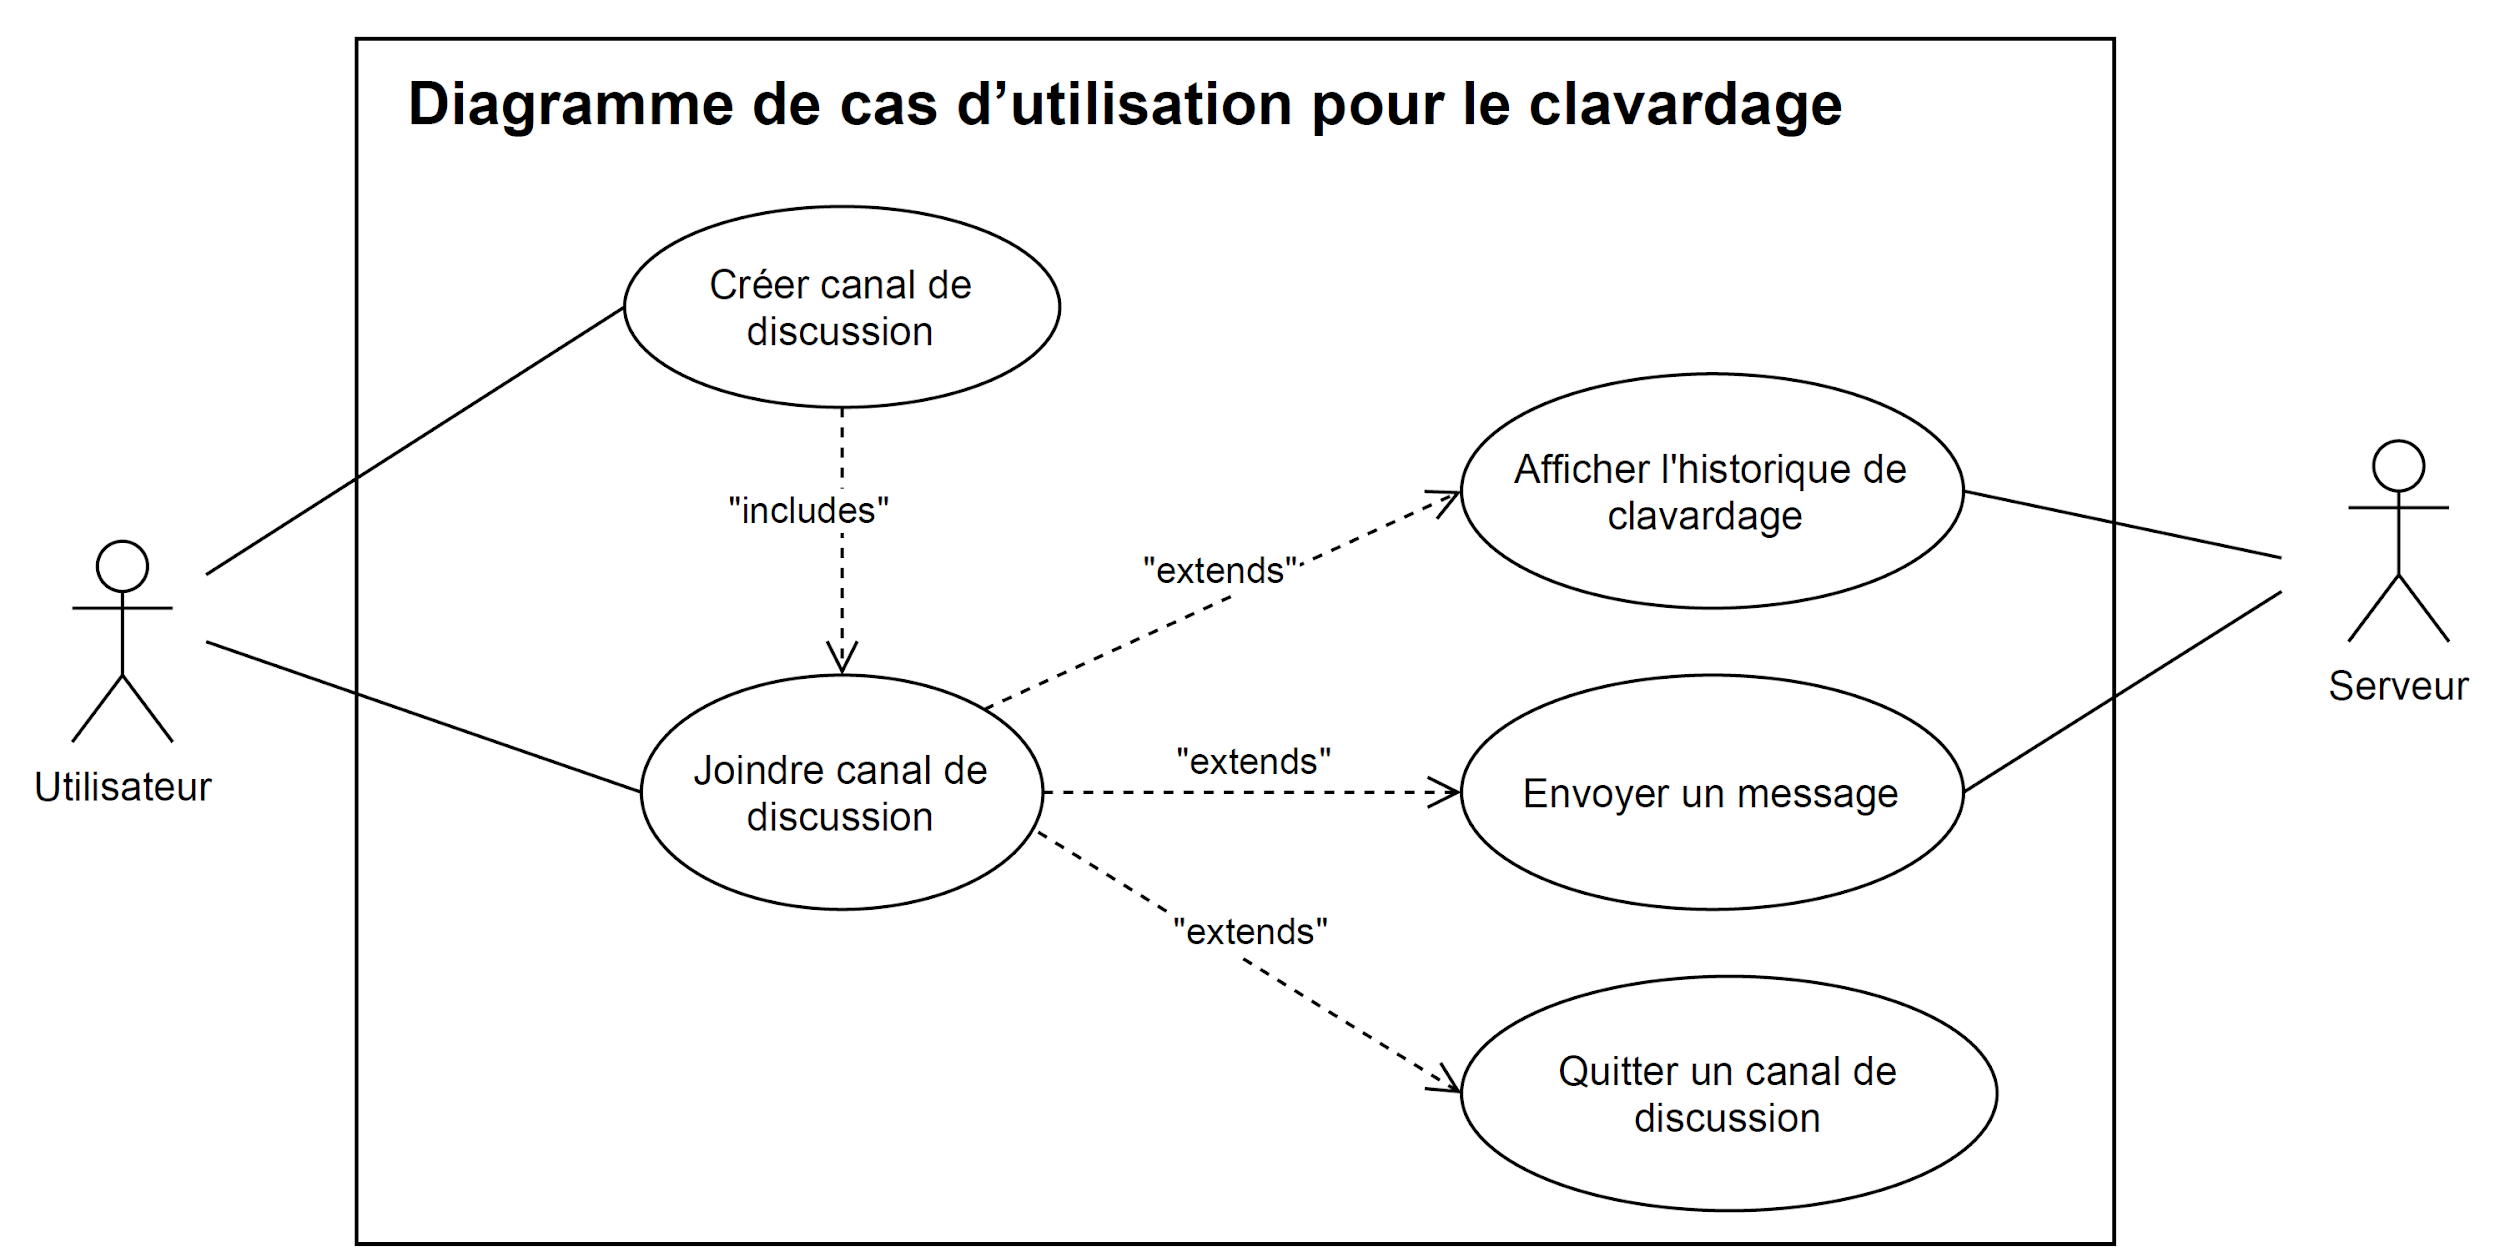 Diagramme de cas d’utilisation pour le clavardage
Créer canal de
discussion
"includes"
Afficher l'historique de
clavardage
"extends"
Serveur
Utilisateur
Joindre canal de
discussion
"extends"
Envoyer un message
"extends"
Quitter un canal de
discussion